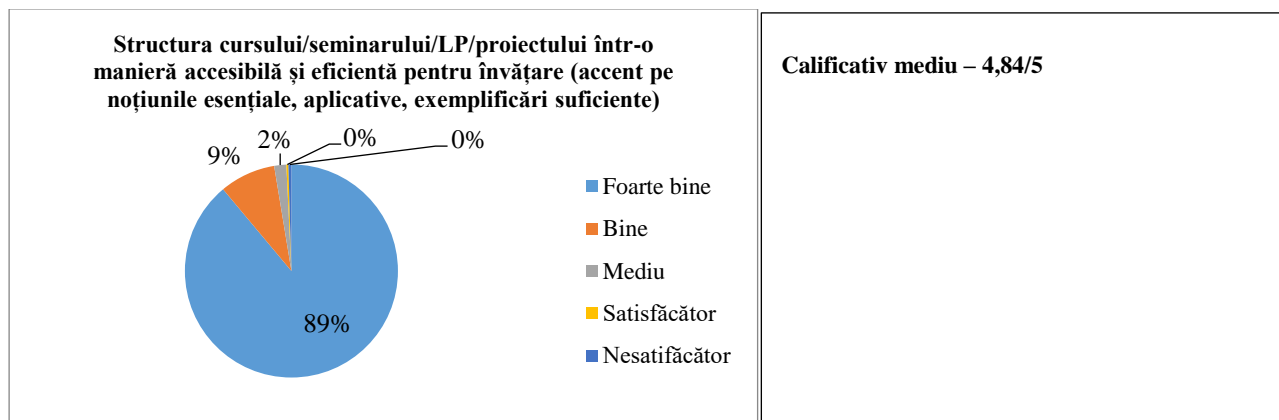 Structura cursului/seminarului/LP/proiectului într-o
manieră accesibilă și eficientă pentru învățare (accent pe
noțiunile esențiale, aplicative, exemplificări suficiente)
9%
2%
0%
0%
89%
Foarte bine
Bine
Mediu
Satisfăcător
Nesatifăcător
Calificativ mediu – 4,84/5